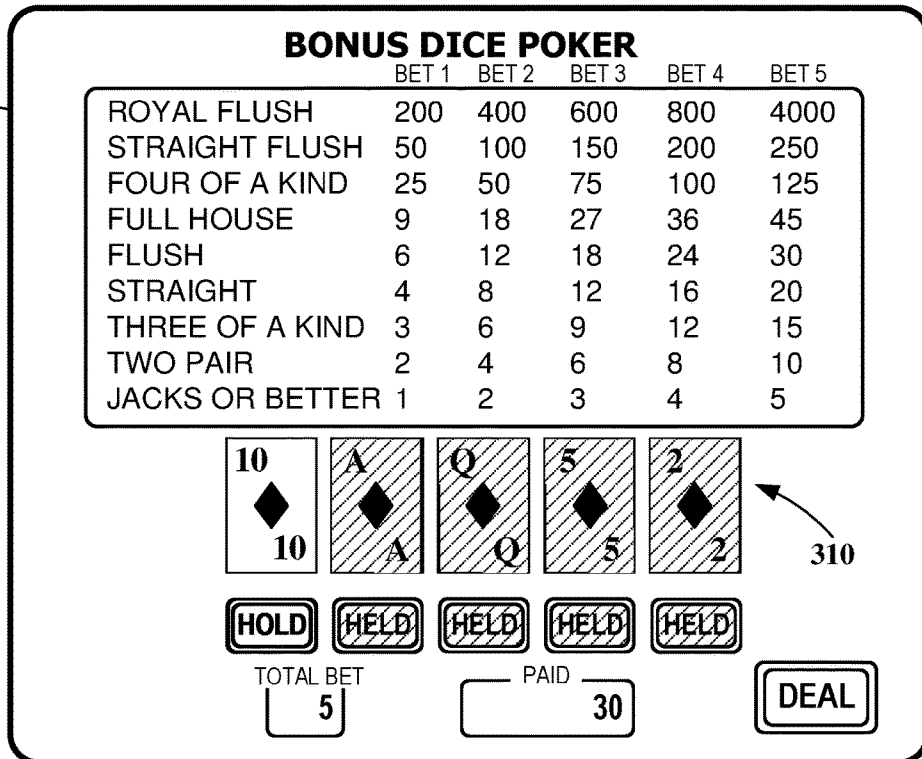 BONUS DICE POKER
BET 1 BET 2 BET 3 BET 4 BET 5
ROYAL FLUSH 200 400 600 800 4000
STRAIGHT FLUSH 50 100 150 200 250
FOUR OF A KIND 25 50 75 100 125
FULL HOUSE 9 18 27 36 45
FLUSH 6 12 18 24 30
STRAIGHT 4 8 12 16 20
THREE OF A KIND 3 6 9 12 15
TWO PAIR 2 4 6 8 10
JACKS OR BETTER 1 2 3 4 5
10 A Q 5 2
10 A Q 5 2
310
HOLD HELD HELD HELD HELD
TOTAL BET PAID
5 30 DEAL